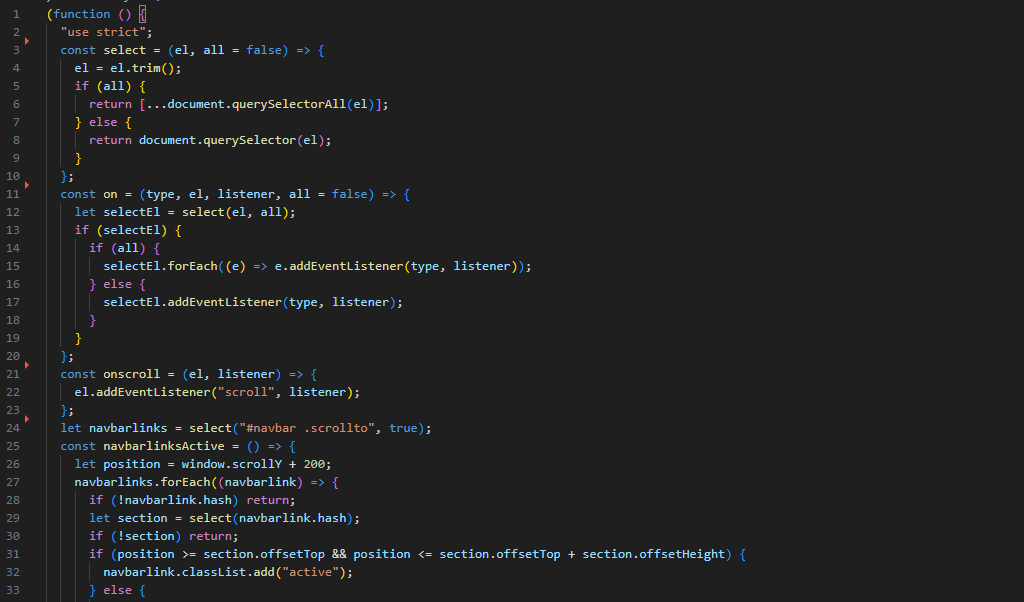 1 (function () {
2 "use strict";
3 const select = (el, all = false) => {
4 el = el.trim();
5 if (all) {
6 return [...document.querySelectorAll(el)];
7 } else {
8 return document.querySelector(el);
9 }
10 };
11 const on = (type, el, listener, all = false) => {
12 let selectEl = select(el, all);
13 if (selectEl) {
14 if (all) {
15 selectEl.forEach((e) => e.addEventListener(type, listener));
16 } else {
17 selectEl.addEventListener(type, listener);
18 }
19 }
20 };
21 const onscroll = (el, listener) => {
22 el.addEventListener("scroll", listener);
23 };
24 let navbarlinks = select("#navbar .scrollto", true);
25 const navbarlinksActive = () => {
26 let position = window.scrollY + 200;
27 navbarlinks.forEach((navbarlink) => {
28 if (!navbarlink.hash) return;
29 let section = select(navbarlink.hash);
30 if (!section) return;
31 if (position >= section.offsetTop && position <= section.offsetTop + section.offsetHeight) {
32 navbarlink.classList.add("active");
33 } else {